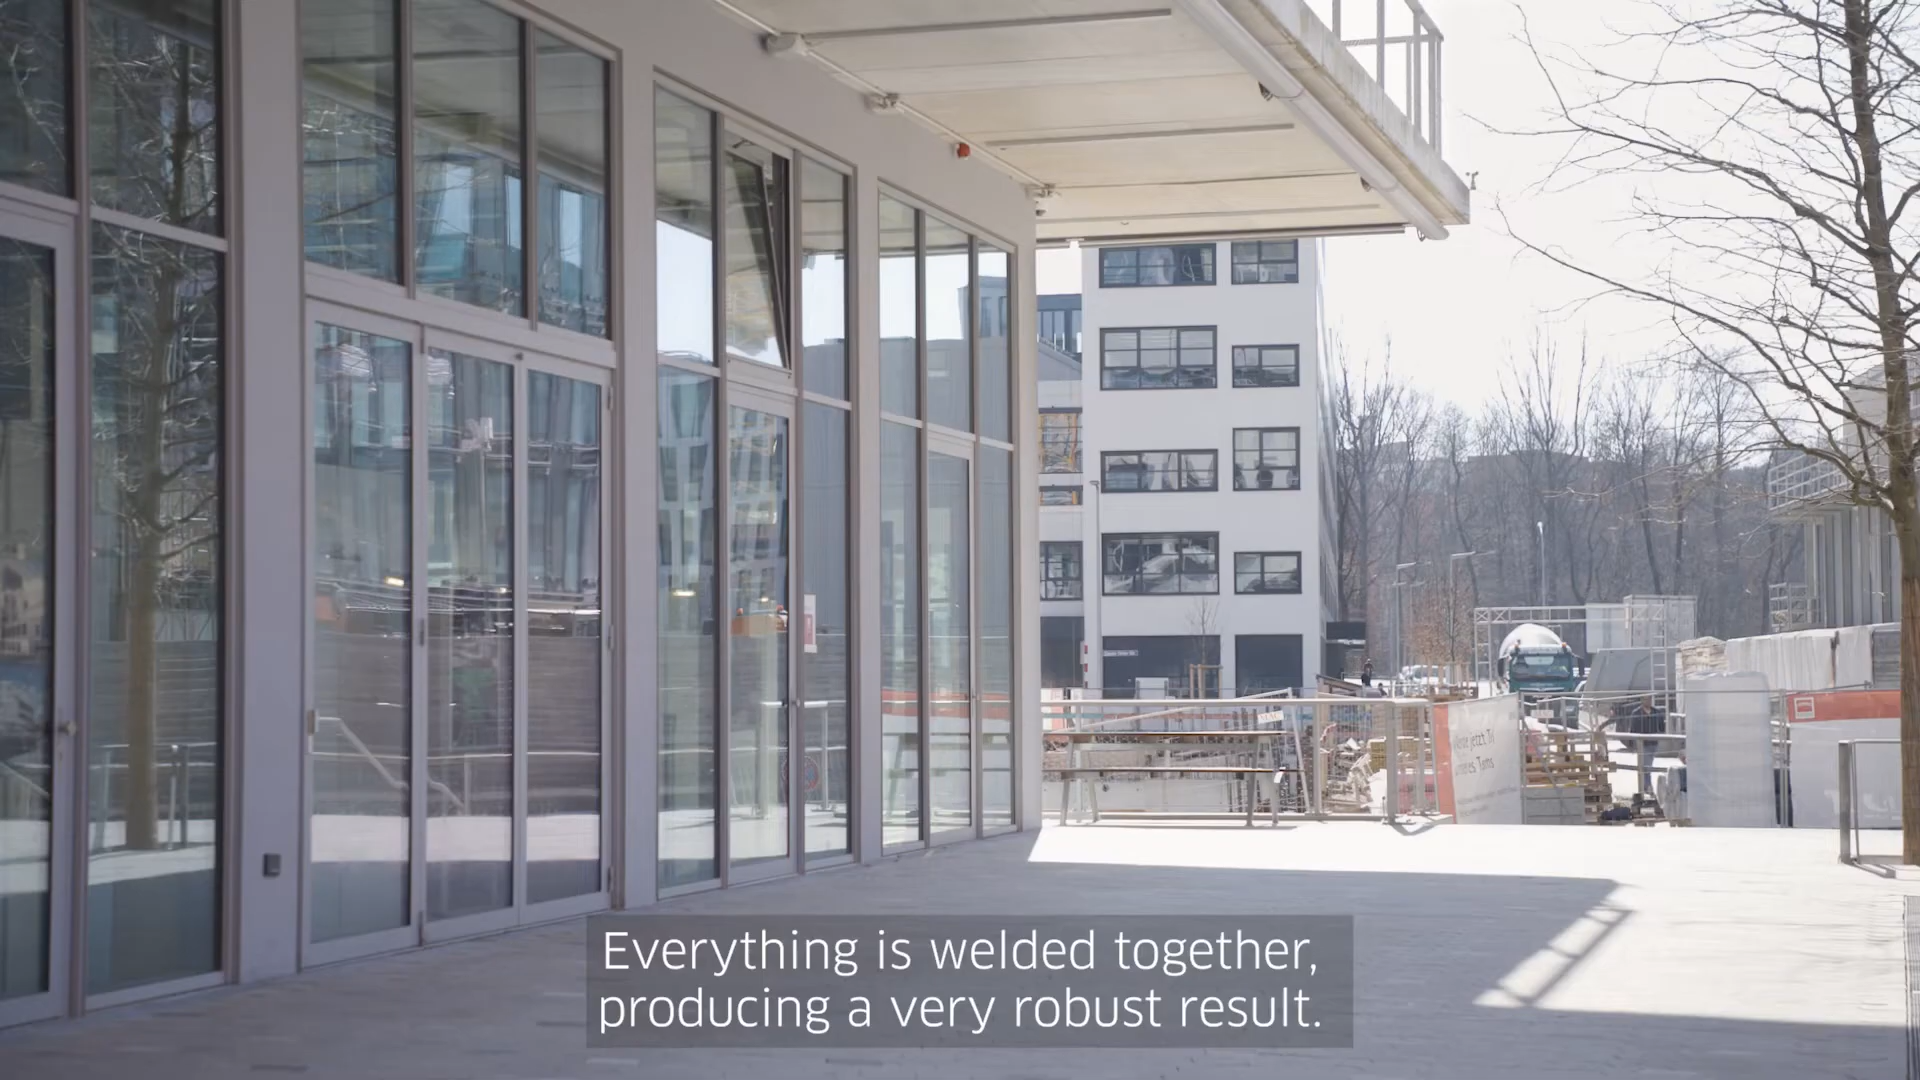 Everything is welded together,
producing a very robust result.